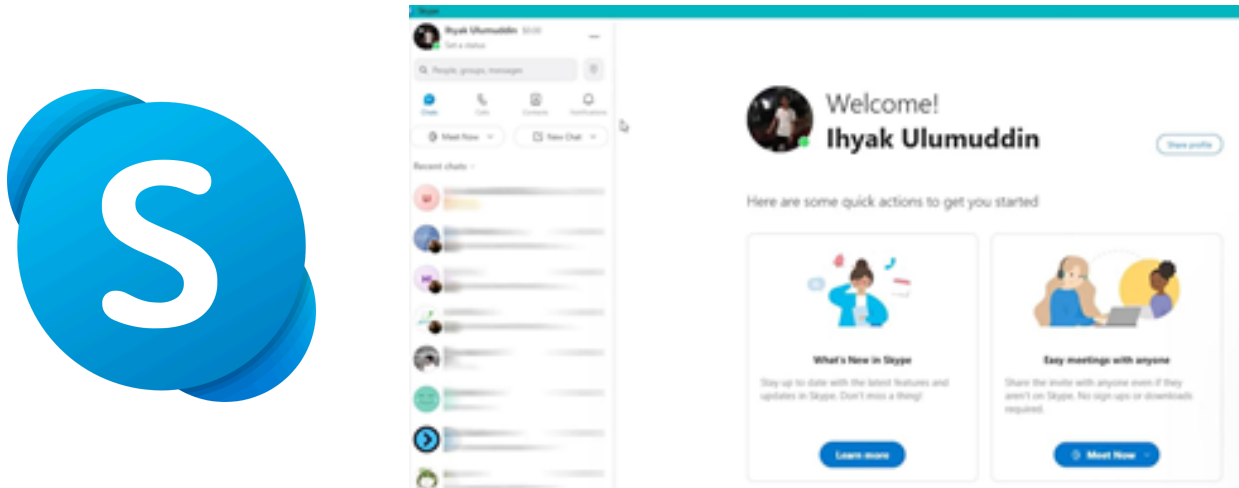 S
Skype
Ihyak Ulumuddin $0.00
Set a status
People, groups, messages
Chats Calls Contacts Notifications
Meet Now New Chat
Recent chats
Welcome!
Ihyak Ulumuddin
Share profile
Here are some quick actions to get you started
What's New in Skype
Stay up to date with the latest features and
updates in Skype. Don't miss a thing!
Learn more
Easy meetings with anyone
Share the invite with anyone even if they
aren't on Skype. No sign ups or downloads
required.
Meet Now